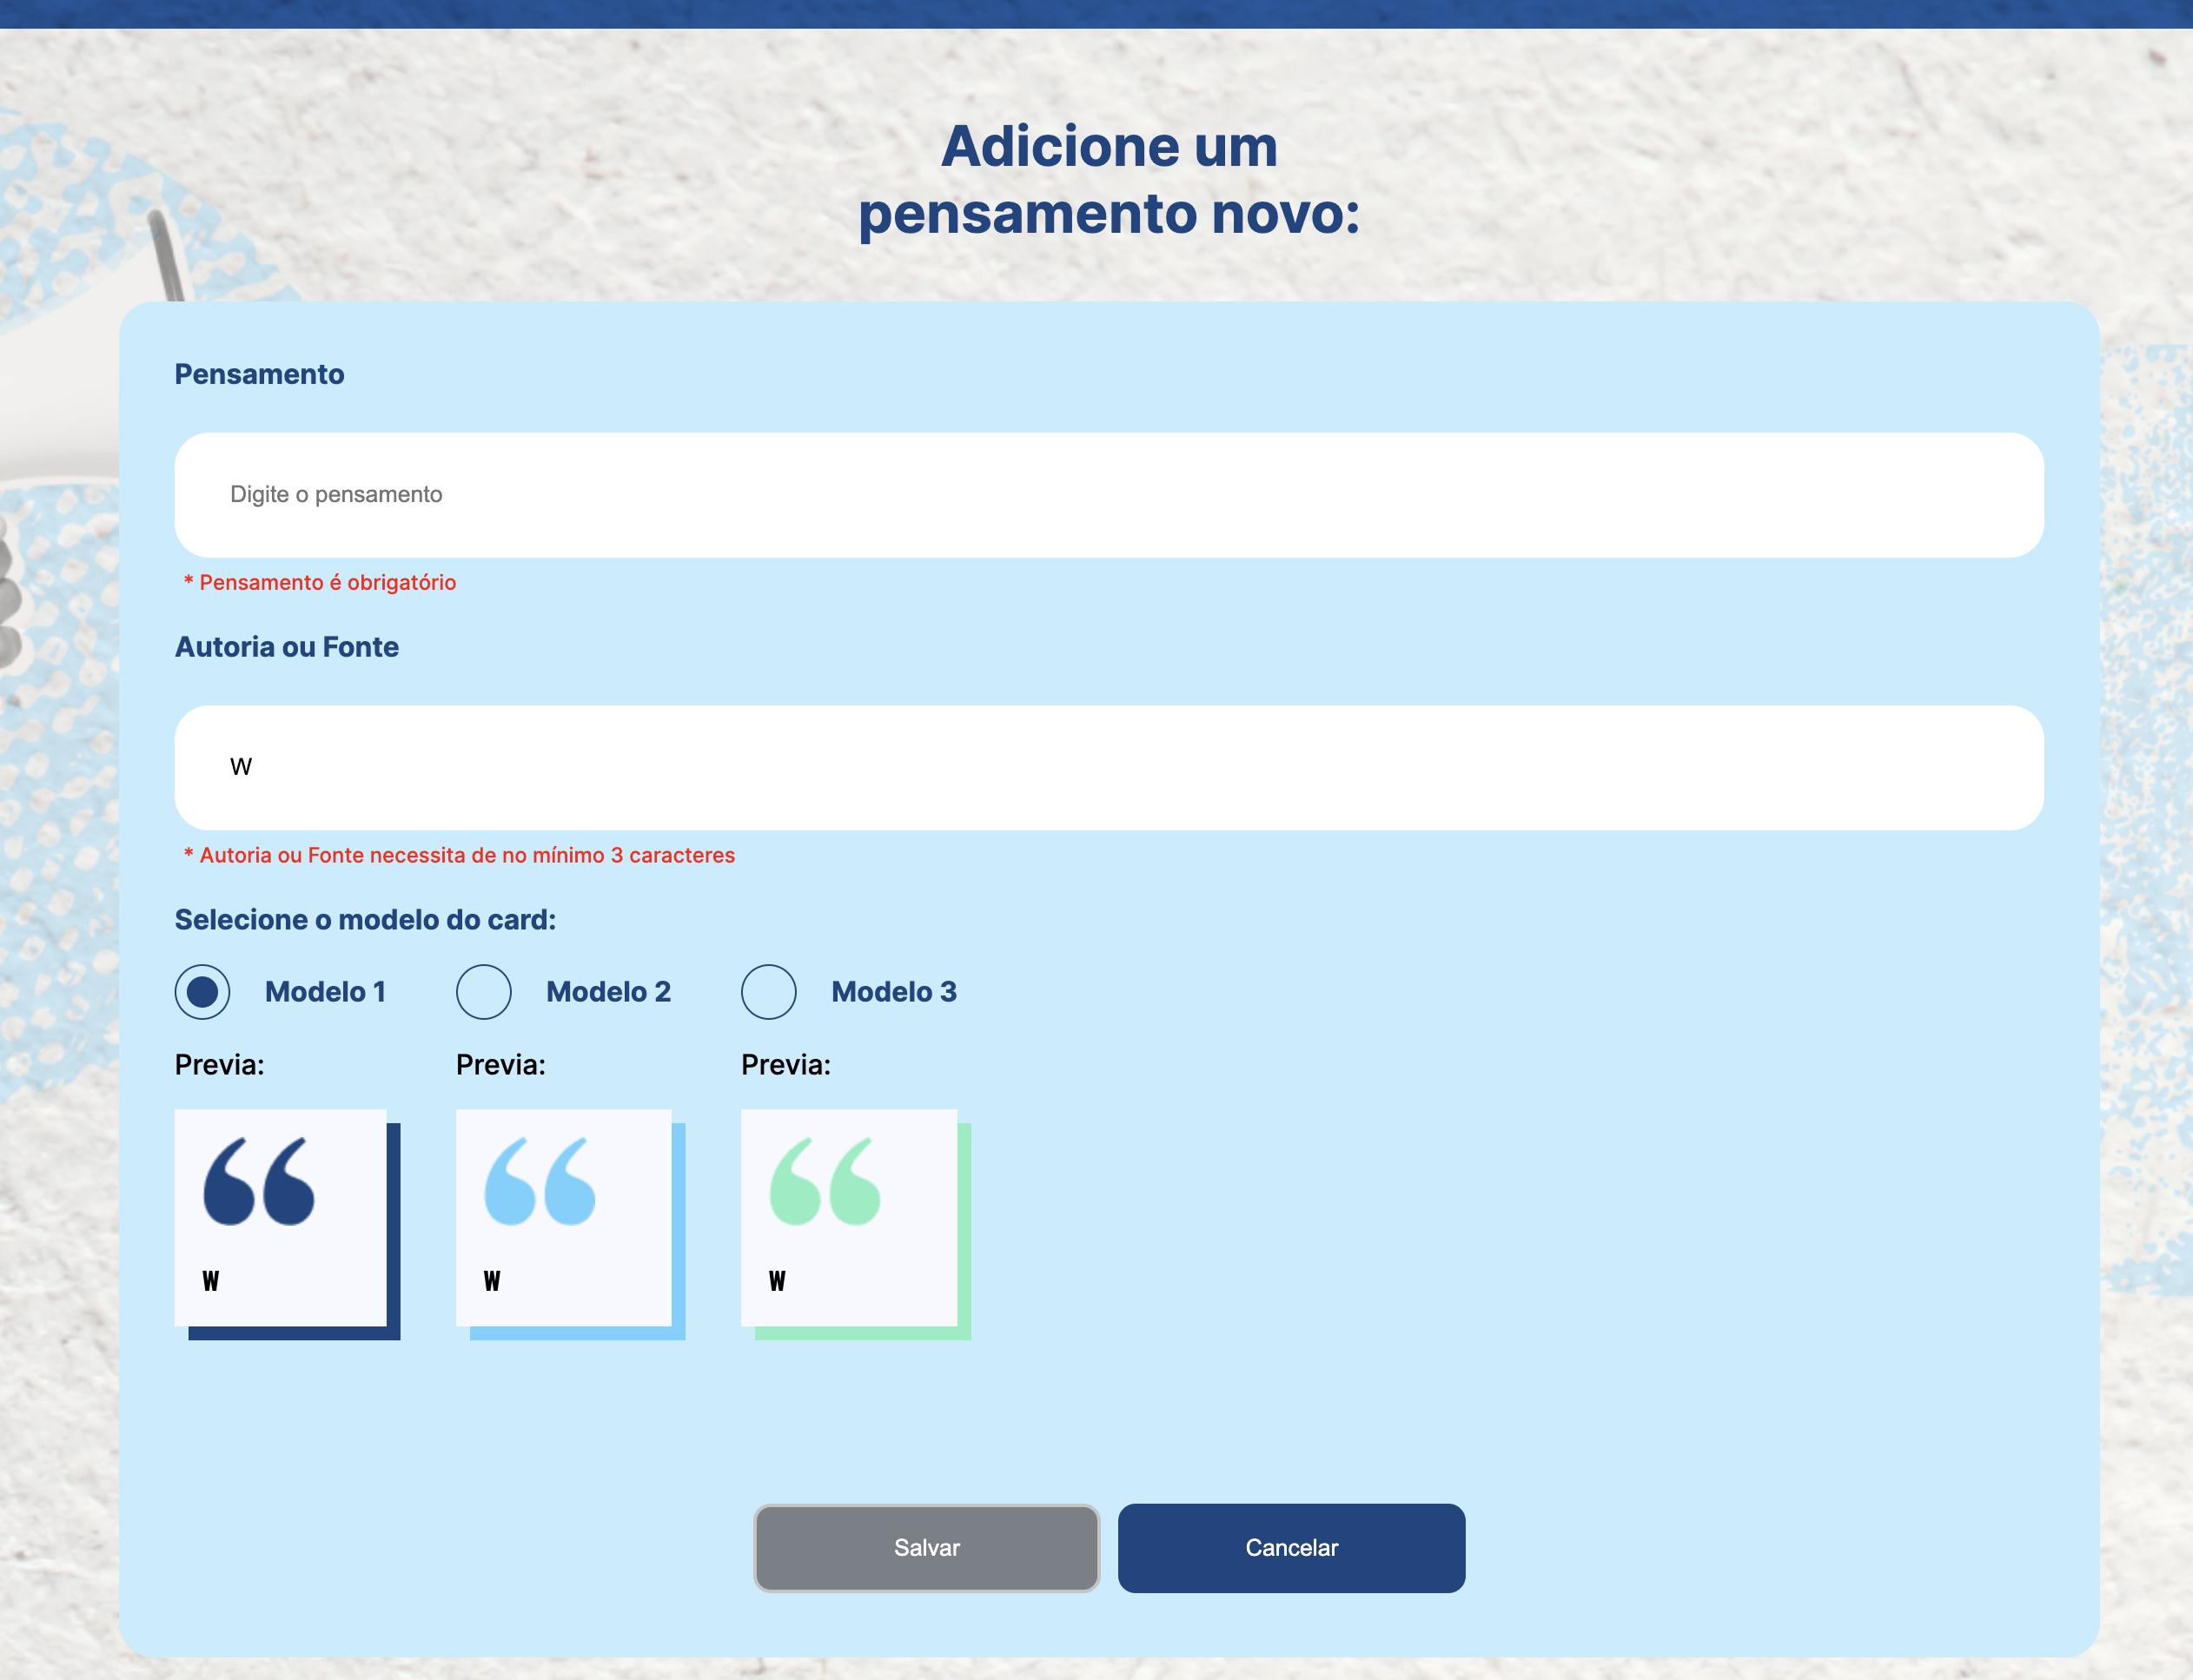 Adicione um
pensamento novo:
Pensamento
Digite o pensamento
* Pensamento é obrigatório
Autoria ou Fonte
W
* Autoria ou Fonte necessita de no mínimo 3 caracteres
Selecione o modelo do card:
Modelo 1 Modelo 2 Modelo 3
Previa: Previa: Previa:
W W W
Salvar Cancelar